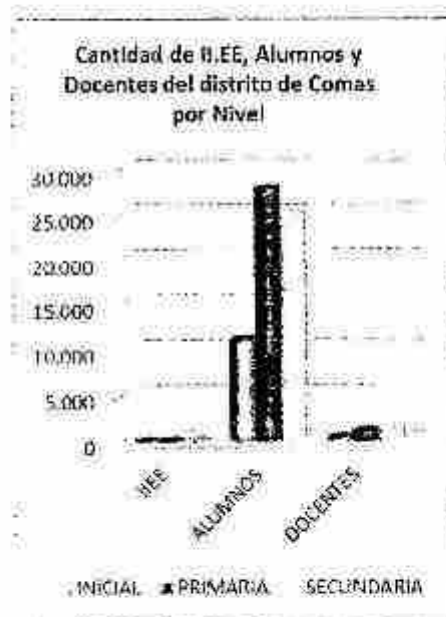 Cantidad de II.EE, Alumnos y
Docentes del distrito de Comas
por Nivel
30.000
25.000
20.000
15.000
10.000
5.000
0
IIEE
ALUMNOS
DOCENTES
INICIAL PRIMARIA SECUNDARIA